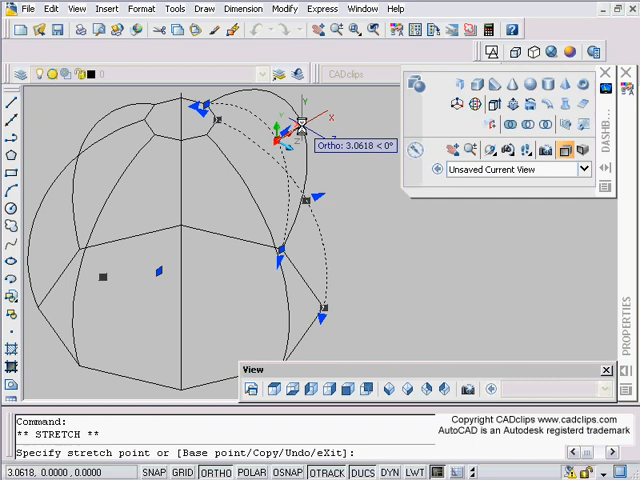 File Edit View Insert Format Tools Draw Dimension Modify Express Window Help
0
CADclips
Y
X
Ortho: 3.0618 < 0°
Z
DASHB...
Unsaved Current View
PROPERTIES
View
Command:
** STRETCH **
Specify stretch point or [Base point/Copy/Undo/eXit]:
Copyright CADclips www.cadclips.com
AutoCAD is an Autodesk registerd trademark
3.0618, 0.0000, 0.0000 SNAP GRID ORTHO POLAR OSNAP OTRACK DUCS DYN LWT